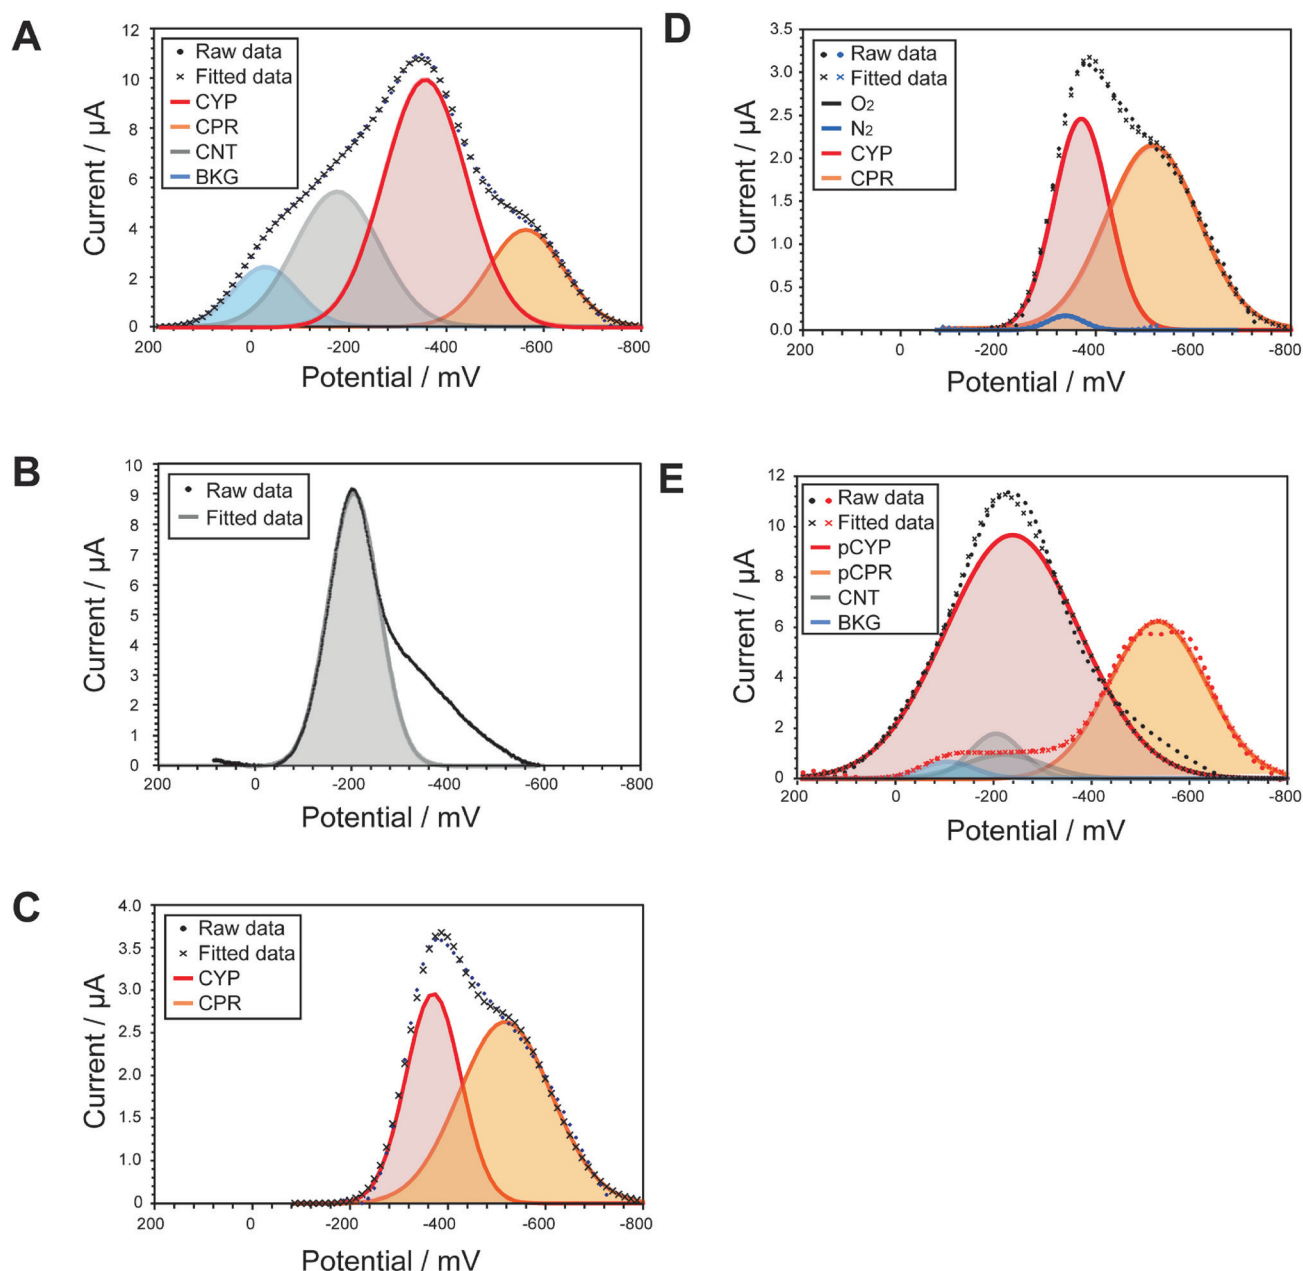 A
12
10
8
6
4
2
0
Current / µA
• Raw data
× Fitted data
CYP
CPR
CNT
BKG
200 0 -200 -400 -600 -800
Potential / mV
B
10
9
8
7
6
5
4
3
2
1
0
Current / µA
• Raw data
Fitted data
200 0 -200 -400 -600 -800
Potential / mV
C
4.0
3.5
3.0
2.5
2.0
1.5
1.0
0
Current / µA
• Raw data
× Fitted data
CYP
CPR
200 0 -200 -400 -600 -800
Potential / mV
D
3.5
3.0
2.5
2.0
1.5
1.0
0.5
0.0
Current / µA
• • Raw data
×× Fitted data
O₂
N₂
CYP
CPR
200 0 -200 -400 -600 -800
Potential / mV
E
12
10
8
6
4
2
0
Current / µA
• • Raw data
×× Fitted data
pCYP
pCPR
CNT
BKG
200 0 -200 -400 -600 -800
Potential / mV